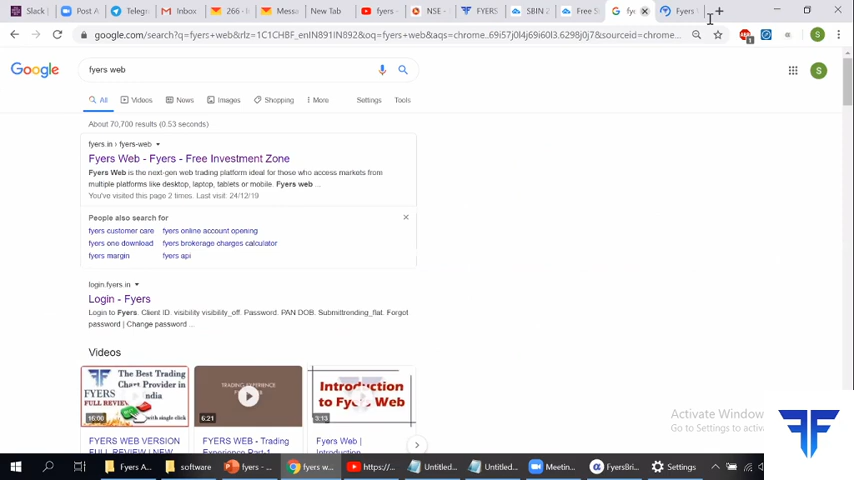 Slack
Post A
Telegr
Inbox
266 - I
Messa
New Tab
fyers -
NSE -
FYERS
SBIN 2
Free St
fy
Fyers
google.com/search?q=fyers+web&rlz=1C1CHBF_enIN891IN892&oq=fyers+web&aqs=chrome..69i57j0l4j69i60l3.6298j0j7&sourceid=chrome...
S
Google
fyers web
S
All
Videos
News
Images
Shopping
More
Settings
Tools
About 70,700 results (0.53 seconds)
fyers.in › fyers-web
Fyers Web - Fyers - Free Investment Zone
Fyers Web is the next-gen web trading platform ideal for those who access markets from
multiple platforms like desktop, laptop, tablets or mobile. Fyers web ...
You've visited this page 2 times. Last visit: 24/12/19
People also search for
fyers customer care
fyers online account opening
fyers one download
fyers brokerage charges calculator
fyers margin
fyers api
login.fyers.in
Login - Fyers
Login to Fyers. Client ID. visibility visibility_off. Password. PAN DOB. Submittrending_flat. Forgot
password | Change password ...
Videos
The Best Trading
Chart Provider in
India
FYERS
FULL REVIEW
with single click
16:08
TRADING EXPERIENCE
6:21
Introduction
to Fyers Web
3:13
FYERS WEB VERSION
FULL REVIEW | NEW
FYERS WEB - Trading
Experience Part-1
Fyers Web |
Introduction
Activate Window
Go to Settings to activ
Fyers A...
software
fyers - ...
fyers w...
https://...
Untitled...
Untitled...
Meetin...
FyersBri...
Settings